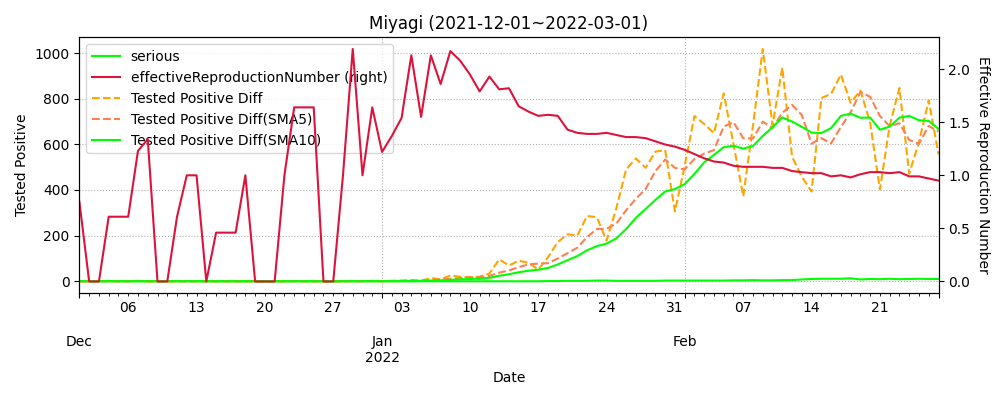 Miyagi (2021-12-01~2022-03-01)
serious
effectiveReproductionNumber (right)
Tested Positive Diff
Tested Positive Diff(SMA5)
Tested Positive Diff(SMA10)
Tested Positive
1000
800
600
400
200
0
Effective Reproduction Number
2.0
1.5
1.0
0.5
0.0
06 13 20 27 03 10 17 24 07 14 21
Dec Jan Feb
2022
Date